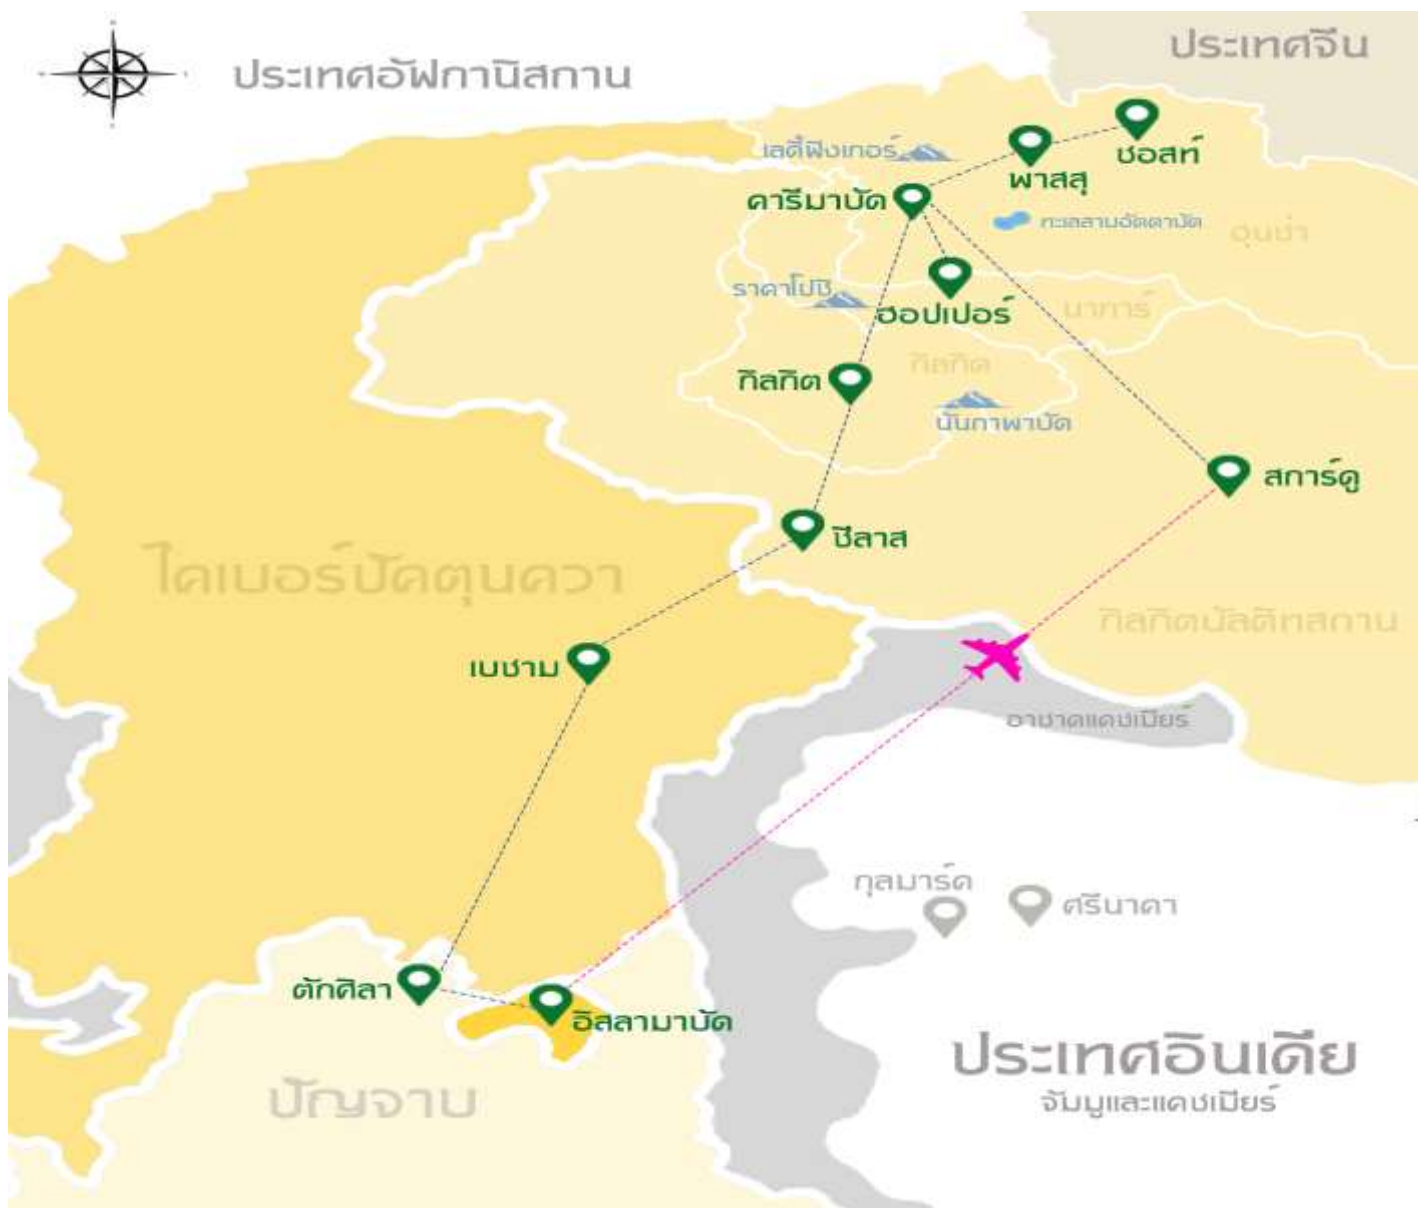 ประเทศจีน
ประเทศอัฟกานิสถาน
ชอสท์
เลดี้ฟิงเกอร์
พาสสุ
คารีมาบัด
ทะเลสาบอัตตาบัด
ฮุนซ่า
ราคาโปชิ
ฮอปเปอร์
นาการ์
กิลกิต
กิลกิต
นันกาพาบัด
สการ์ดู
ชีลาส
ไคเบอร์ปัคตุนควา
กิลกิตบัลติทสถาน
เบชาม
อาซาดแคชเมียร์
กุลมาร์ค
ศรีนาคา
ตักศิลา
อิสลามาบัด
ประเทศอินเดีย
จัมมูและแคชเมียร์
ปัญจาบ